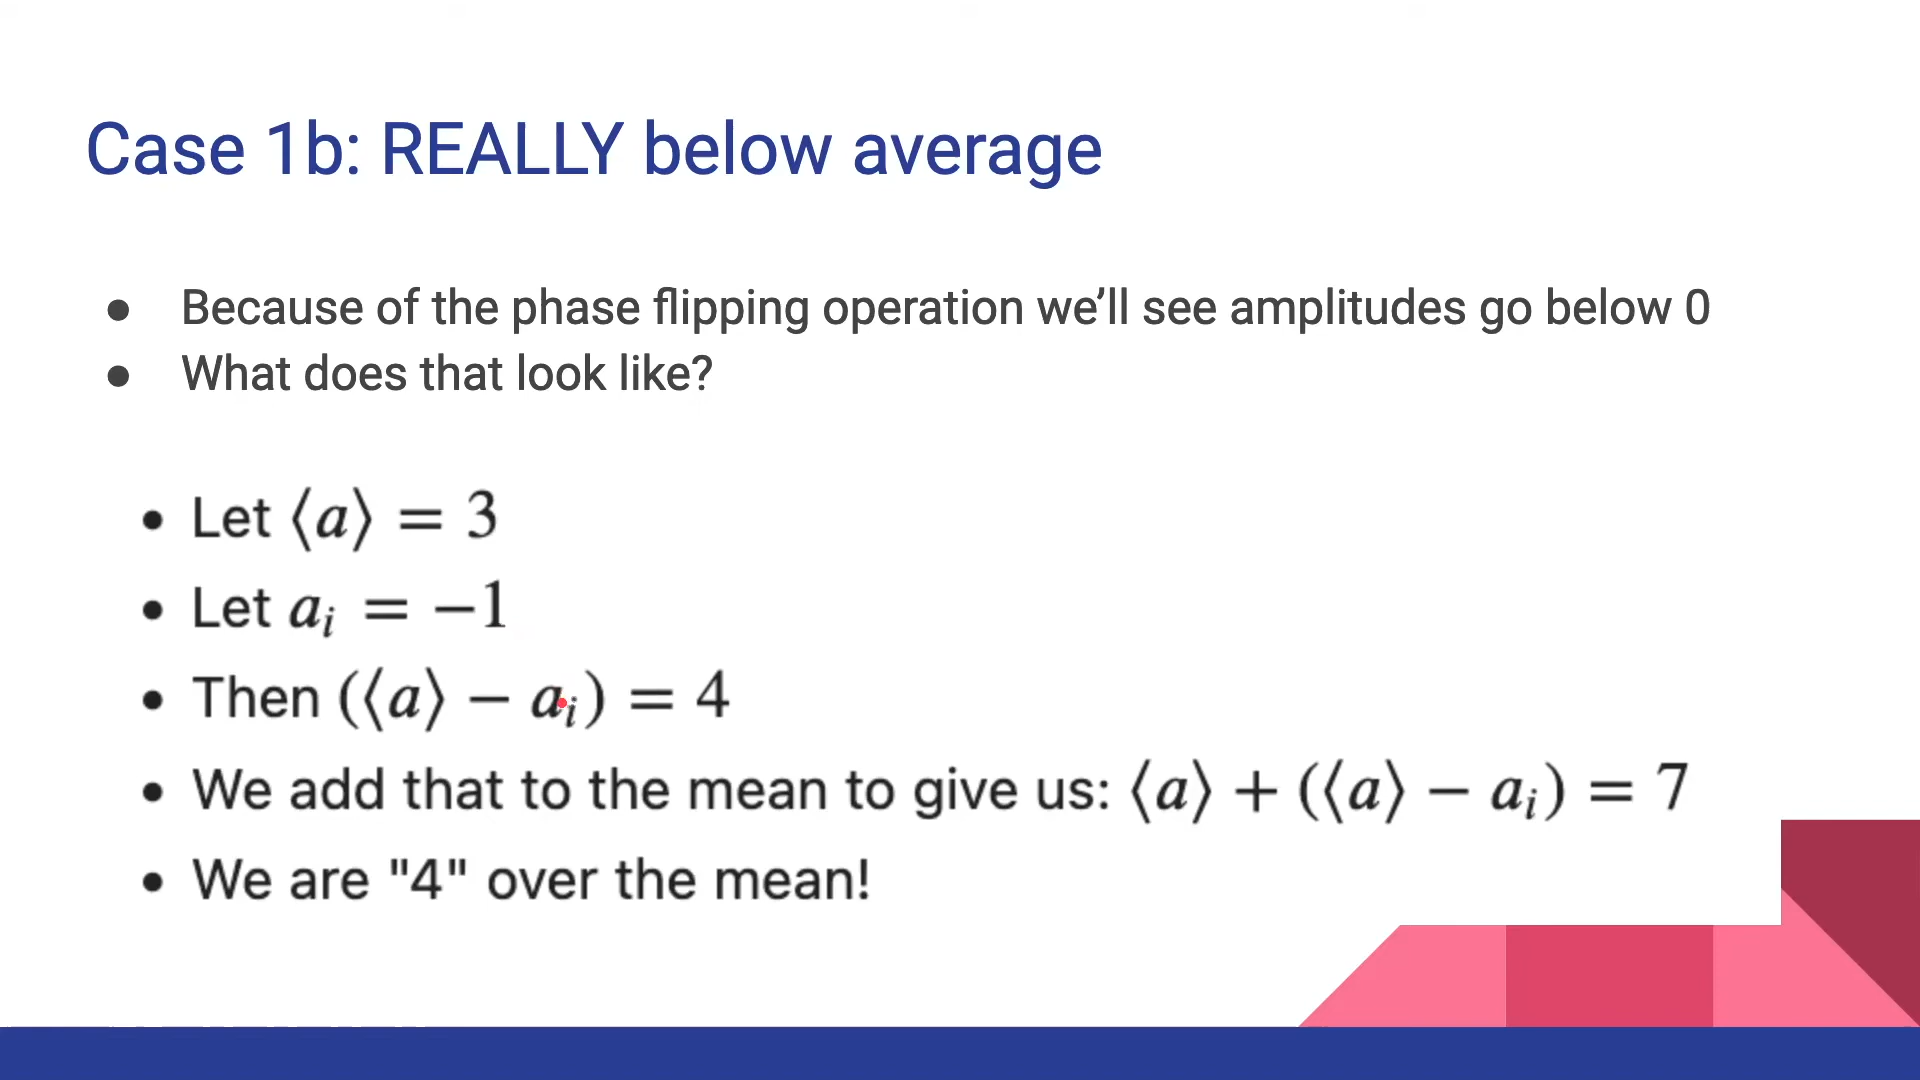 Case 1b: REALLY below average
● Because of the phase flipping operation we’ll see amplitudes go below 0
● What does that look like?
• Let ⟨a⟩ = 3
• Let aᵢ = −1
• Then (⟨a⟩ − aᵢ) = 4
• We add that to the mean to give us: ⟨a⟩ + (⟨a⟩ − aᵢ) = 7
• We are "4" over the mean!